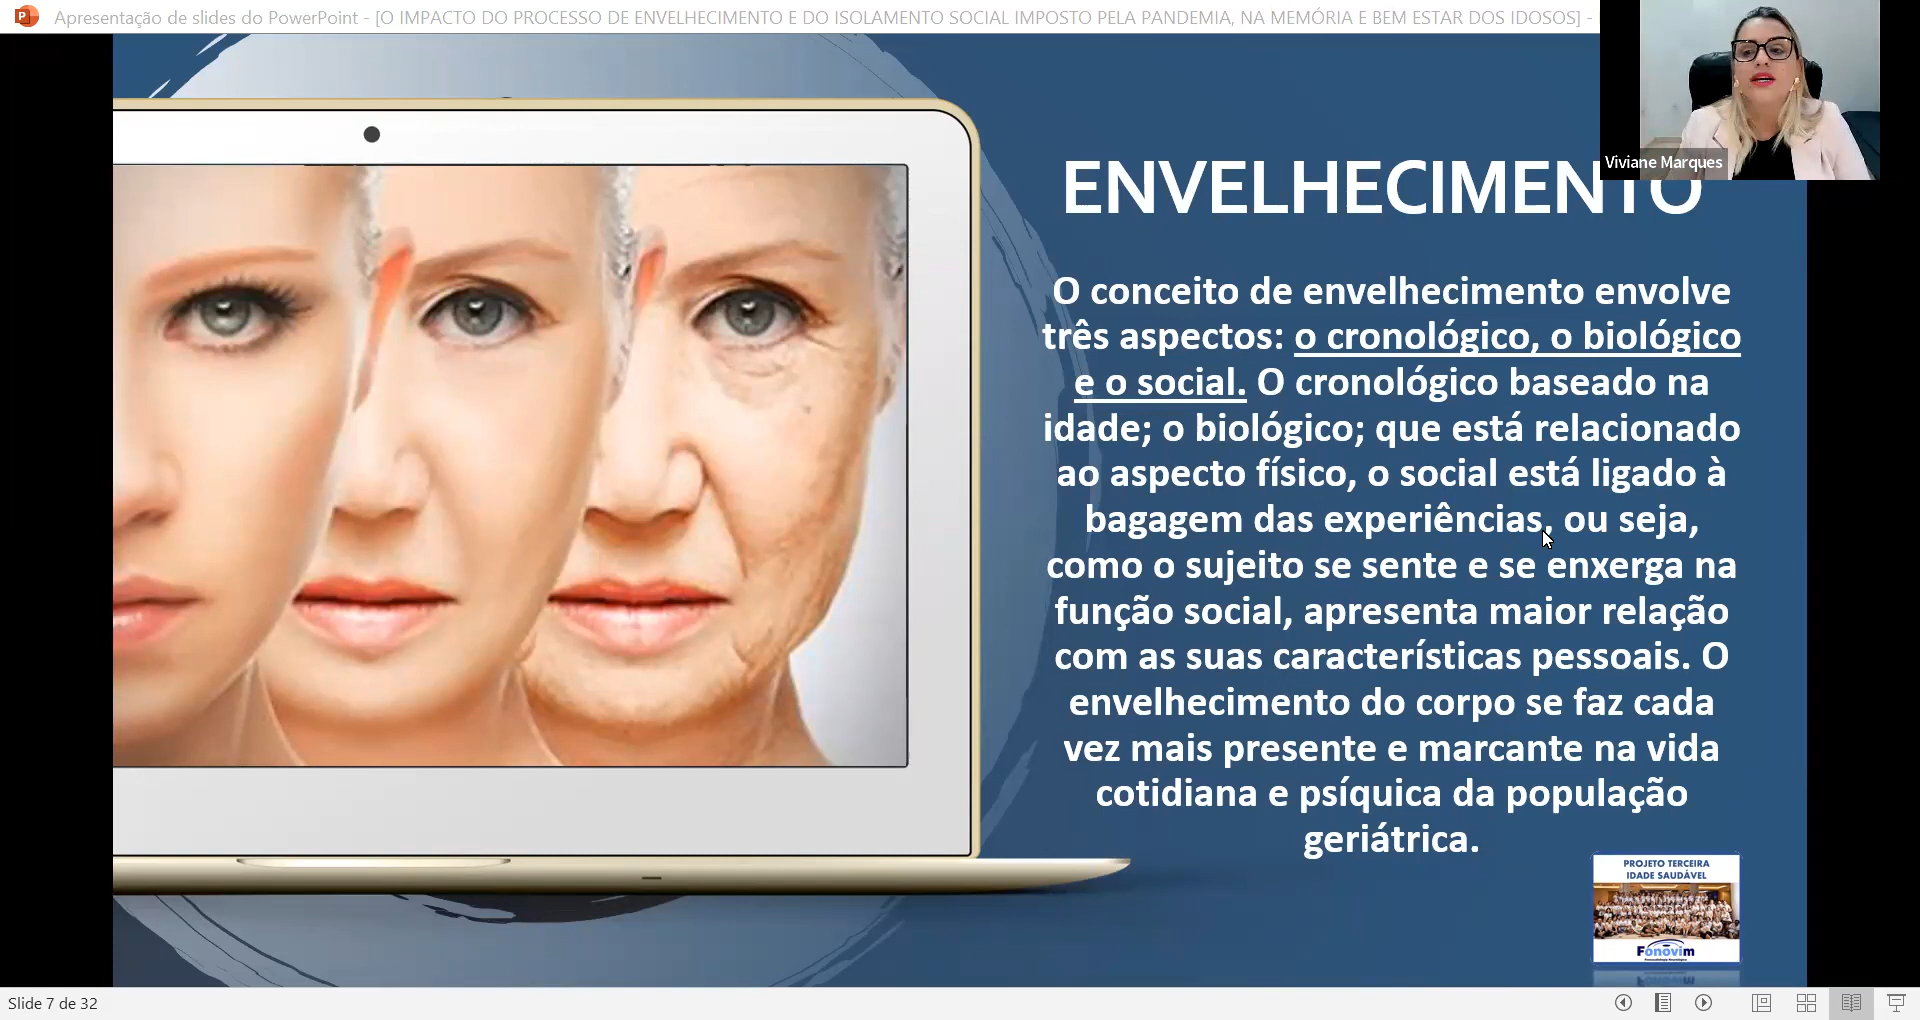 Apresentação de slides do PowerPoint - [O IMPACTO DO PROCESSO DE ENVELHECIMENTO E DO ISOLAMENTO SOCIAL IMPOSTO PELA PANDEMIA, NA MEMÓRIA E BEM ESTAR DOS IDOSOS] -
Viviane Marques
ENVELHECIMENTO
O conceito de envelhecimento envolve
três aspectos: o cronológico, o biológico
e o social. O cronológico baseado na
idade; o biológico; que está relacionado
ao aspecto físico, o social está ligado à
bagagem das experiências, ou seja,
como o sujeito se sente e se enxerga na
função social, apresenta maior relação
com as suas características pessoais. O
envelhecimento do corpo se faz cada
vez mais presente e marcante na vida
cotidiana e psíquica da população
geriátrica.
PROJETO TERCEIRA
IDADE SAUDÁVEL
Fonovim
Slide 7 de 32